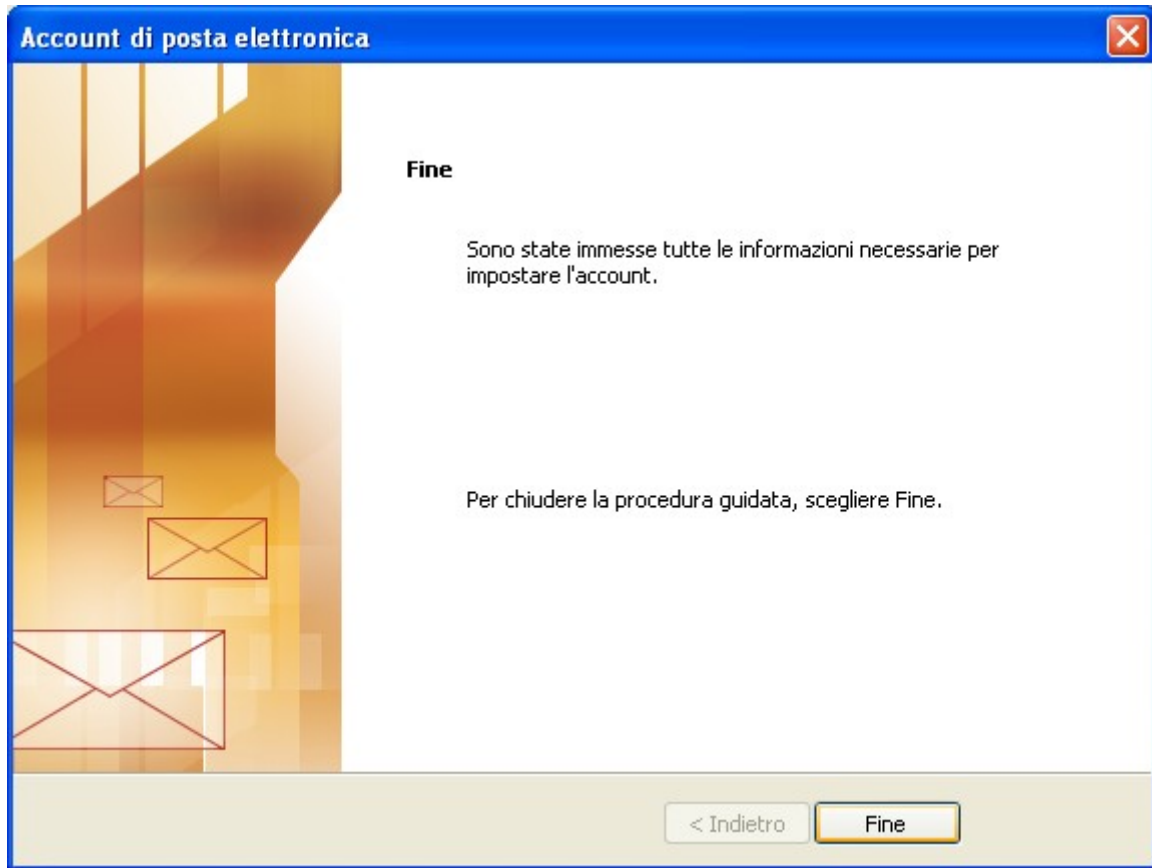 Account di posta elettronica
Fine
Sono state immesse tutte le informazioni necessarie per
impostare l'account.
Per chiudere la procedura guidata, scegliere Fine.
< Indietro
Fine